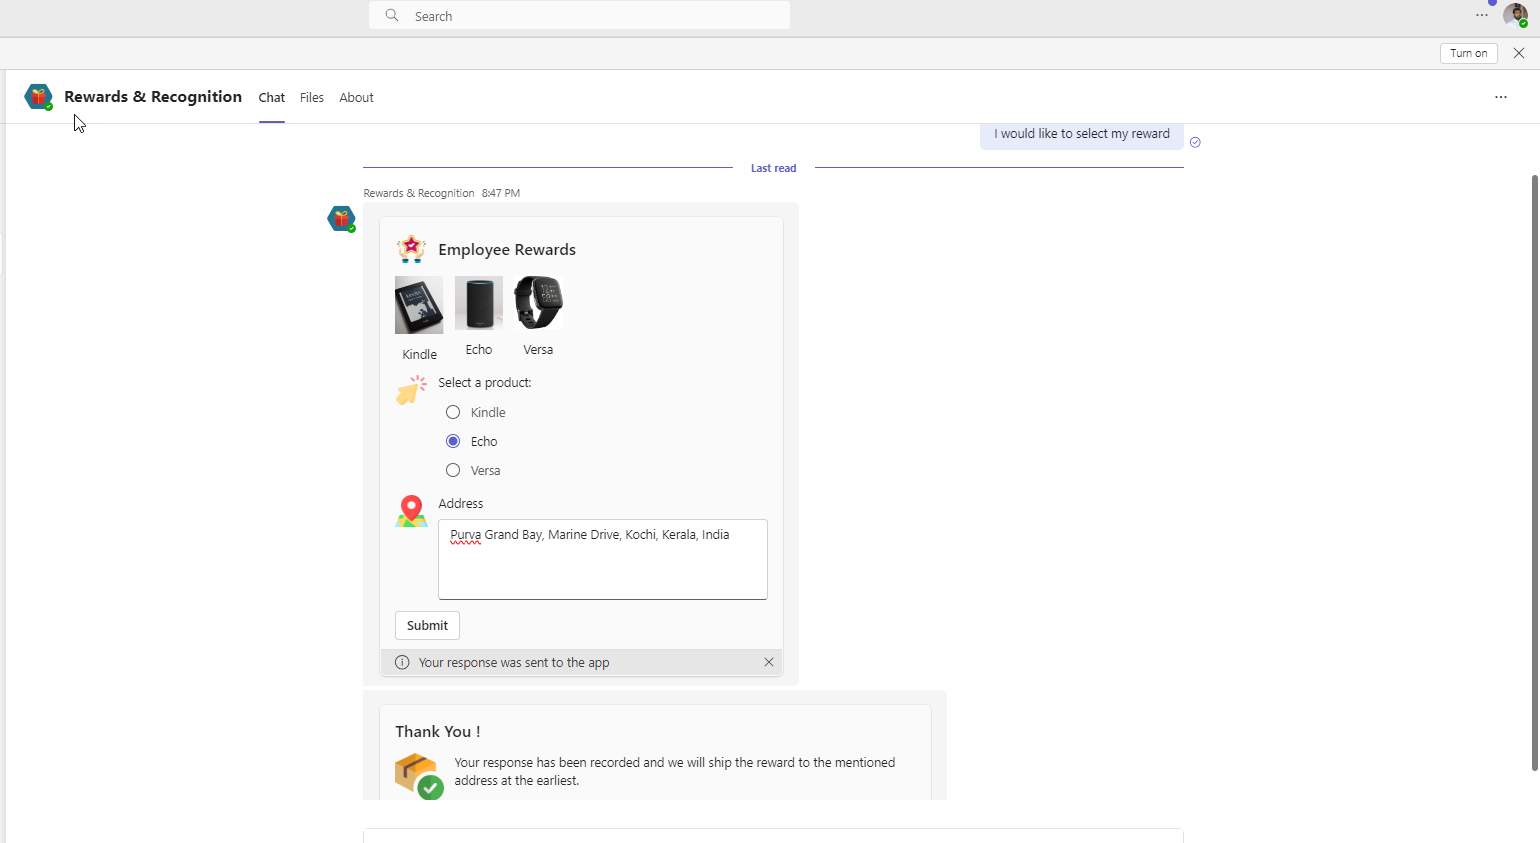 Search
Turn on
Rewards & Recognition Chat Files About
I would like to select my reward
Last read
Rewards & Recognition 8:47 PM
Employee Rewards
Kindle Echo Versa
Select a product:
Kindle
Echo
Versa
Address
Purva Grand Bay, Marine Drive, Kochi, Kerala, India
Submit
Your response was sent to the app
Thank You !
Your response has been recorded and we will ship the reward to the mentioned
address at the earliest.